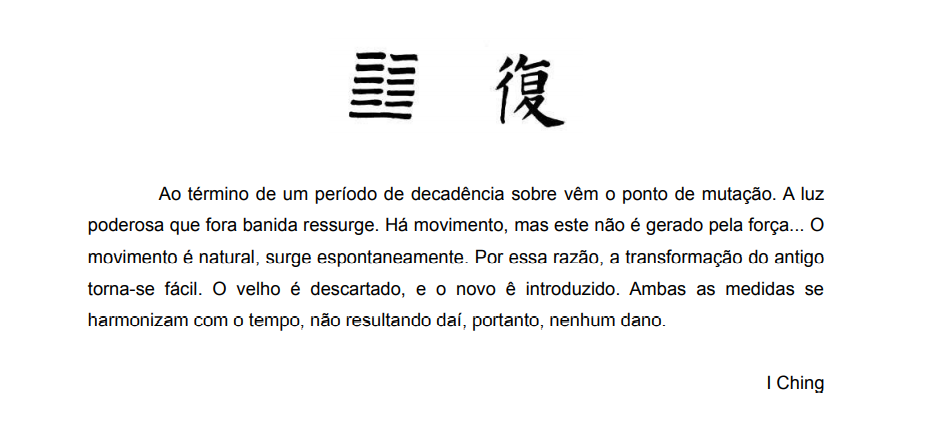 復
Ao término de um período de decadência sobre vêm o ponto de mutação. A luz
poderosa que fora banida ressurge. Há movimento, mas este não é gerado pela força... O
movimento é natural, surge espontaneamente. Por essa razão, a transformação do antigo
torna-se fácil. O velho é descartado, e o novo ê introduzido. Ambas as medidas se
harmonizam com o tempo, não resultando daí, portanto, nenhum dano.
I Ching